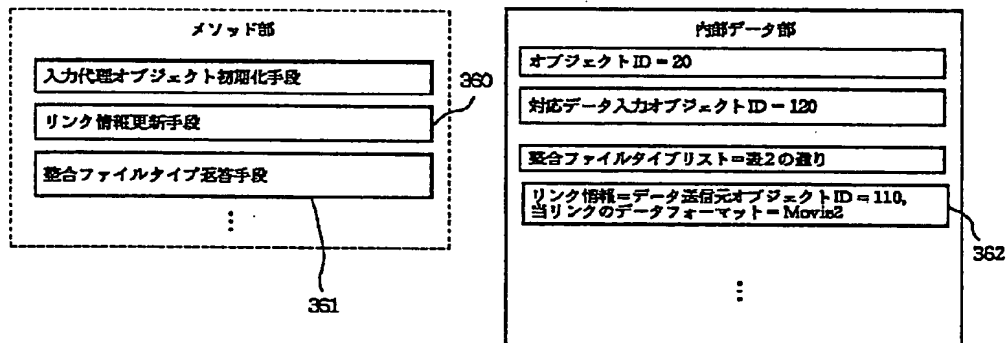 メソッド部
入力代理オブジェクト初期化手段
リンク情報更新手段
整合ファイルタイプ返答手段
360
361
内部データ部
オブジェクトID=20
対応データ入力オブジェクトID=120
整合ファイルタイプリスト=表2の通り
リンク情報=データ送信元オブジェクトID=110,
当リンクのデータフォーマット=Movie2
362